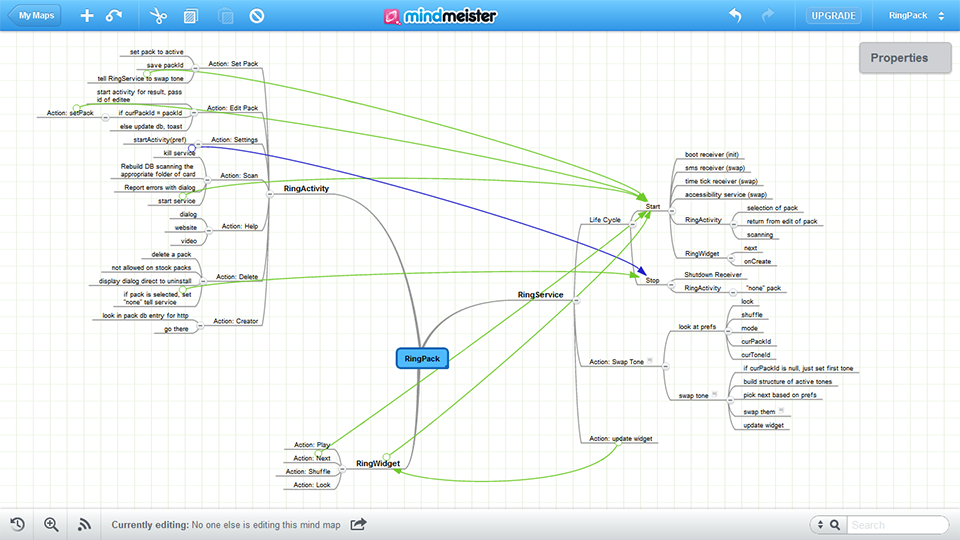 My Maps
mindmeister
UPGRADE
RingPack
Properties
set pack to active
save packId
tell RingService to swap tone
Action: Set Pack
start activity for result, pass
id of editee
Action: setPack
if curPackId = packId
else update db, toast
Action: Edit Pack
startActivity(pref)
Action: Settings
kill service
Rebuild DB scanning the
appropriate folder of card
Report errors with dialog
start service
Action: Scan
dialog
website
video
Action: Help
delete a pack
not allowed on stock packs
display dialog direct to uninstall
if pack is selected, set
"none" tell service
Action: Delete
look in pack db entry for http
go there
Action: Creator
RingActivity
RingPack
Action: Play
Action: Next
Action: Shuffle
Action: Look
RingWidget
RingService
Life Cycle
Start
boot receiver (init)
sms receiver (swap)
time tick receiver (swap)
accessibility service (swap)
RingActivity
selection of pack
return from edit of pack
scanning
RingWidget
next
onCreate
Stop
Shutdown Receiver
RingActivity
"none" pack
Action: Swap Tone
look at prefs
lock
shuffle
mode
curPackId
curToneId
swap tone
if curPackId is null, just set first tone
build structure of active tones
pick next based on prefs
swap them
update widget
Action: update widget
Currently editing: No one else is editing this mind map
Search